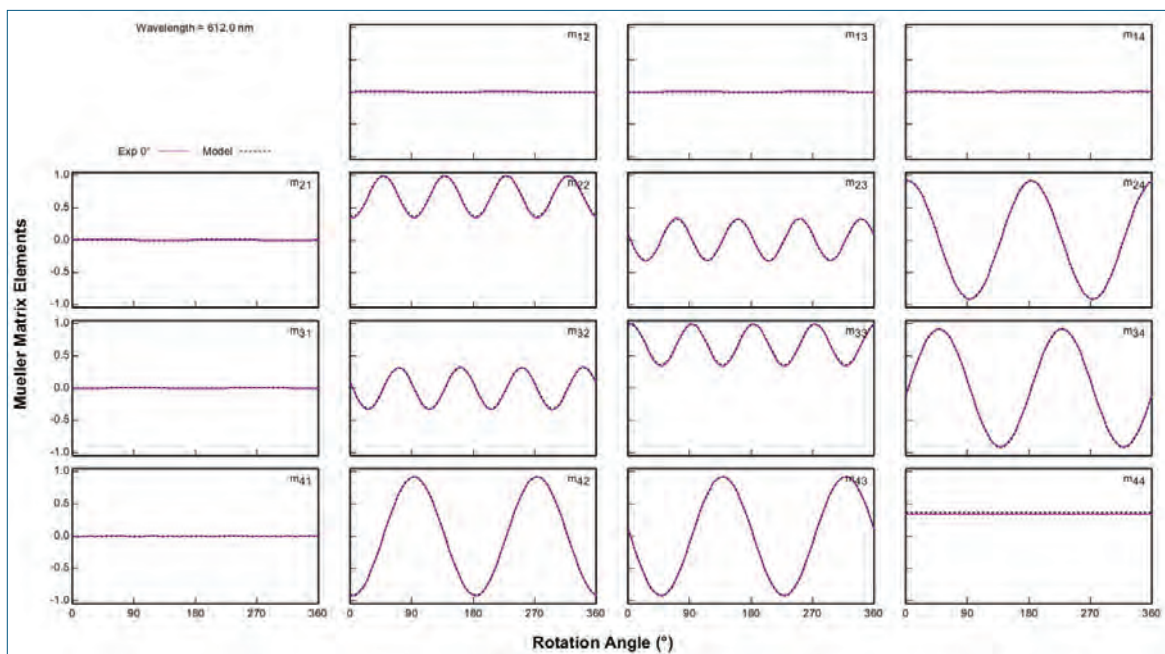 Wavelength = 612.0 nm
m12
m13
m14
Exp 0° Model
Mueller Matrix Elements
1.0
0.5
0.0
-0.5
-1.0
m21
m22
m23
m24
1.0
0.5
0.0
-0.5
-1.0
m31
m32
m33
m34
1.0
0.5
0.0
-0.5
-1.0
m41
m42
m43
m44
0 90 180 270 360 0 90 180 270 360 0 90 180 270 360 0 90 180 270 360
Rotation Angle (°)